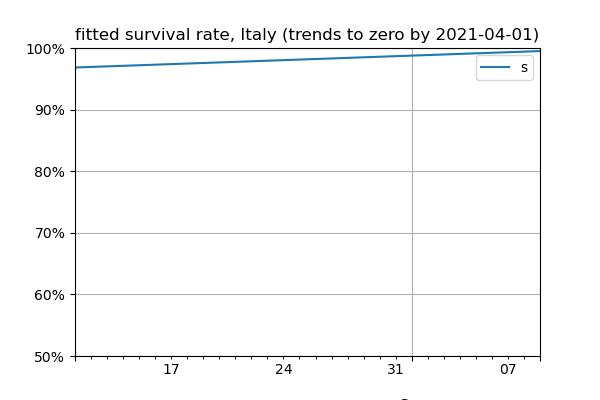 fitted survival rate, Italy (trends to zero by 2021-04-01)
100%
s
90%
80%
70%
60%
50%
17 24 31 07